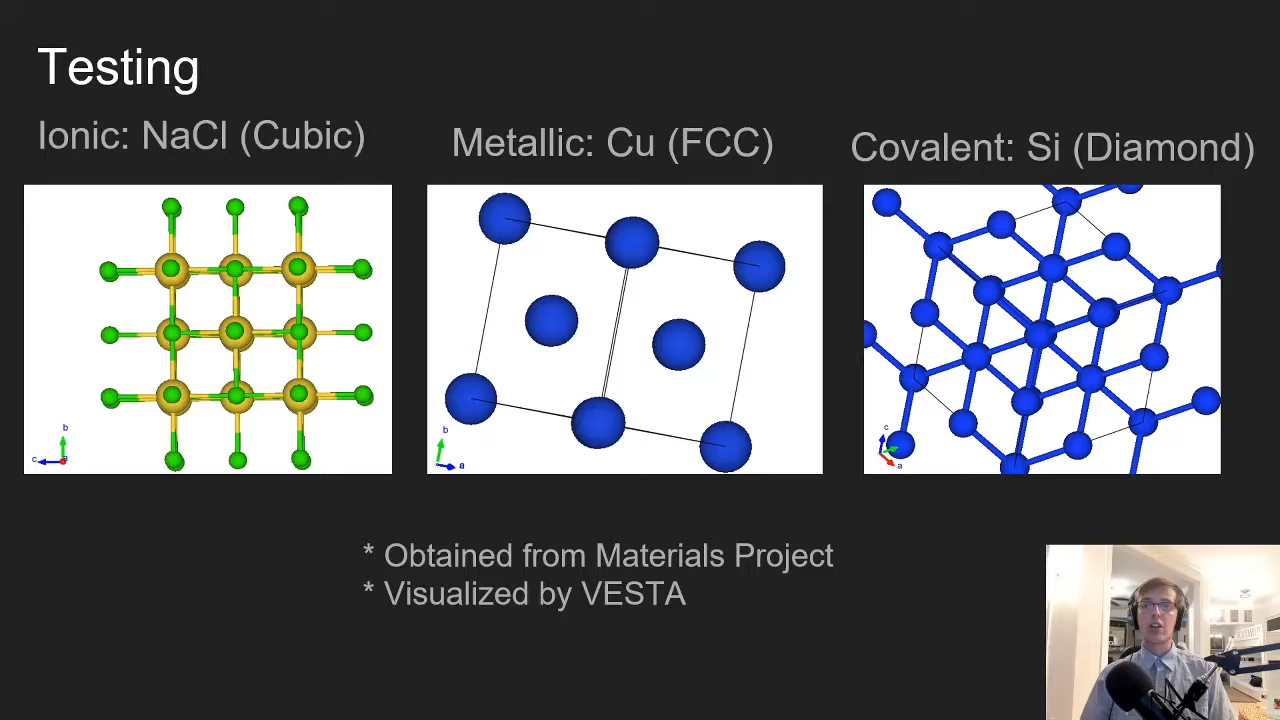 Testing
Ionic: NaCl (Cubic)
Metallic: Cu (FCC)
Covalent: Si (Diamond)
b
c
a
b
a
c
a
* Obtained from Materials Project
* Visualized by VESTA